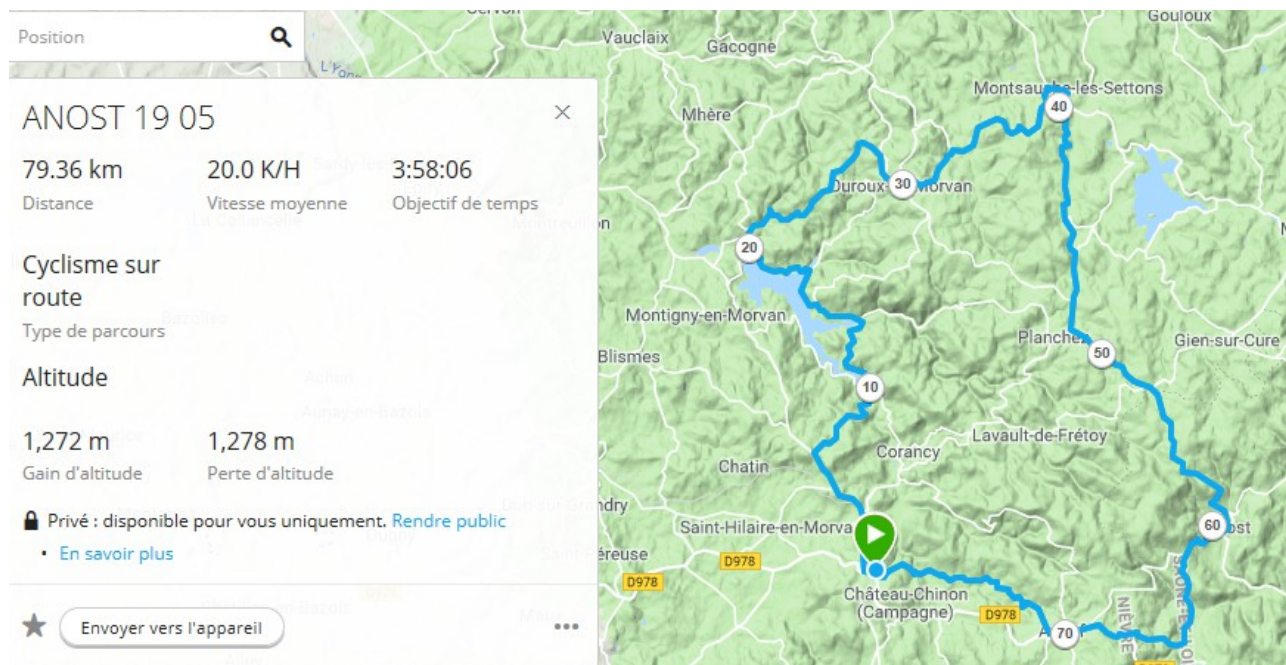 Position
ANOST 19 05
79.36 km
Distance
20.0 K/H
Vitesse moyenne
3:58:06
Objectif de temps
Cyclisme sur
route
Type de parcours
Altitude
1,272 m
Gain d'altitude
1,278 m
Perte d'altitude
Privé : disponible pour vous uniquement. Rendre public
• En savoir plus
Envoyer vers l'appareil
Vauclaix
Gacogne
Gouloux
Montsauche-les-Settons
40
Mhère
30
20
Montigny-en-Morvan
Planchez
50
Gien-sur-Cure
Blismes
10
Lavault-de-Frétoy
Corancy
Chatin
Saint-Hilaire-en-Morva
60
D978
D978
Château-Chinon
(Campagne)
D978
70
NIÈVRE